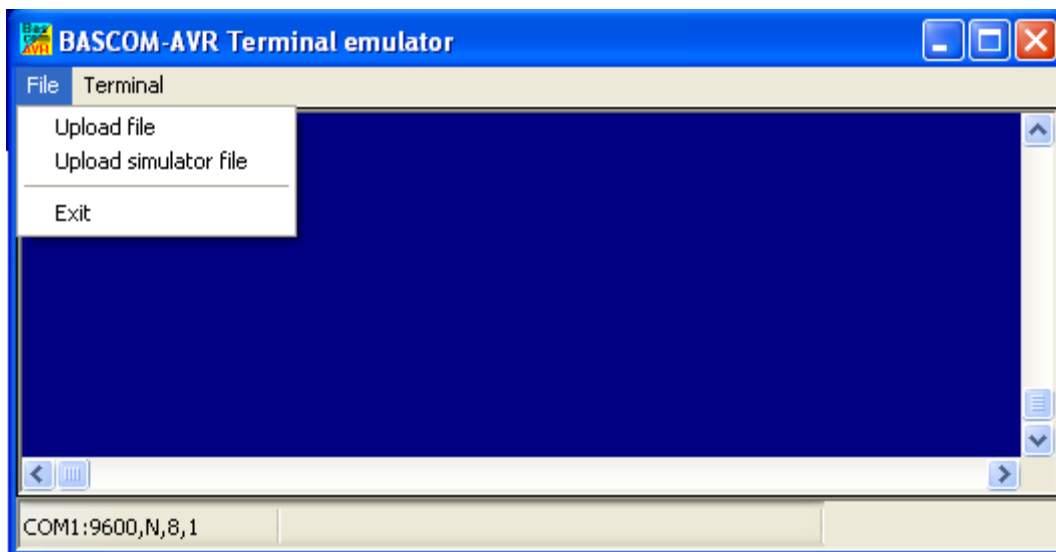 BASCOM-AVR Terminal emulator
File Terminal
Upload file
Upload simulator file
Exit
COM1:9600,N,8,1